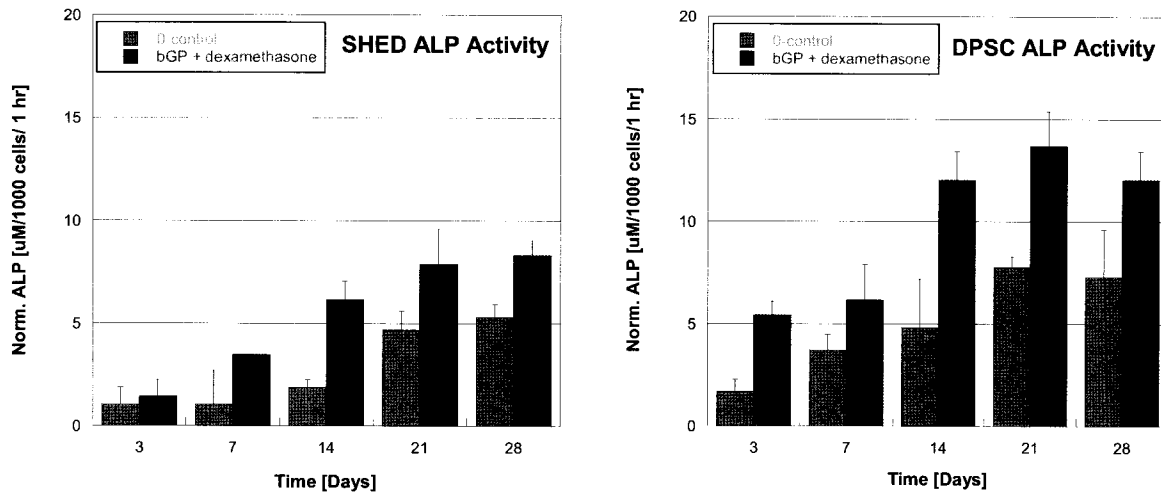 20
15
10
5
0
Norm. ALP [uM/1000 cells/ 1 hr]
0-control
bGP + dexamethasone
SHED ALP Activity
3 7 14 21 28
Time [Days]
20
15
10
5
0
Norm. ALP [uM/1000 cells/1 hr]
0-control
bGP + dexamethasone
DPSC ALP Activity
3 7 14 21 28
Time [Days]